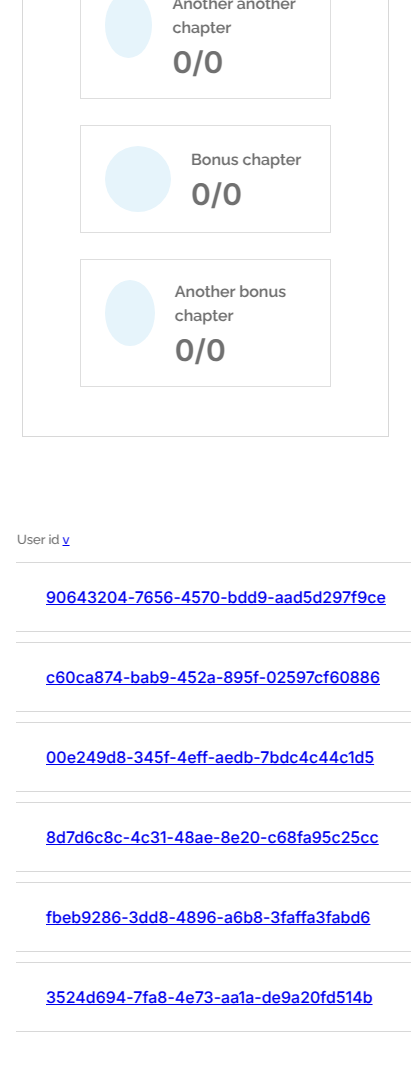 Another another
chapter
0/0
Bonus chapter
0/0
Another bonus
chapter
0/0
User id v
90643204-7656-4570-bdd9-aad5d297f9ce
c60ca874-bab9-452a-895f-02597cf60886
00e249d8-345f-4eff-aedb-7bdc4c44c1d5
8d7d6c8c-4c31-48ae-8e20-c68fa95c25cc
fbeb9286-3dd8-4896-a6b8-3faffa3fabd6
3524d694-7fa8-4e73-aa1a-de9a20fd514b